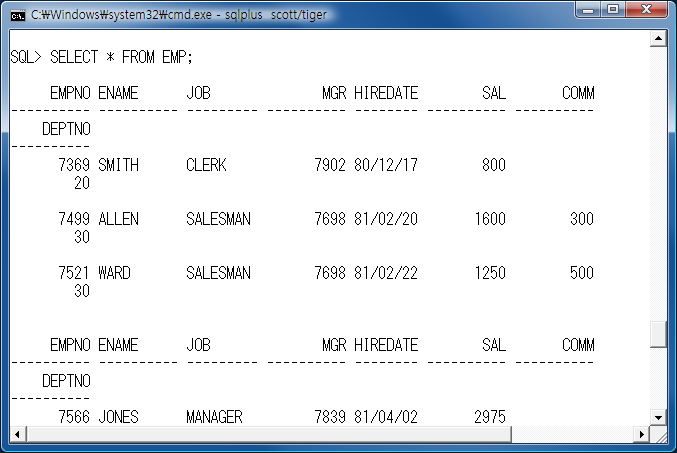 C:₩Windows₩system32₩cmd.exe - sqlplus  scott/tiger
SQL> SELECT * FROM EMP;
     EMPNO ENAME      JOB              MGR HIREDATE        SAL       COMM
---------- ---------- --------- ---------- -------- ---------- ----------
    DEPTNO
----------
      7369 SMITH      CLERK           7902 80/12/17        800
        20
      7499 ALLEN      SALESMAN        7698 81/02/20       1600        300
        30
      7521 WARD       SALESMAN        7698 81/02/22       1250        500
        30
     EMPNO ENAME      JOB              MGR HIREDATE        SAL       COMM
---------- ---------- --------- ---------- -------- ---------- ----------
    DEPTNO
----------
      7566 JONES      MANAGER         7839 81/04/02       2975